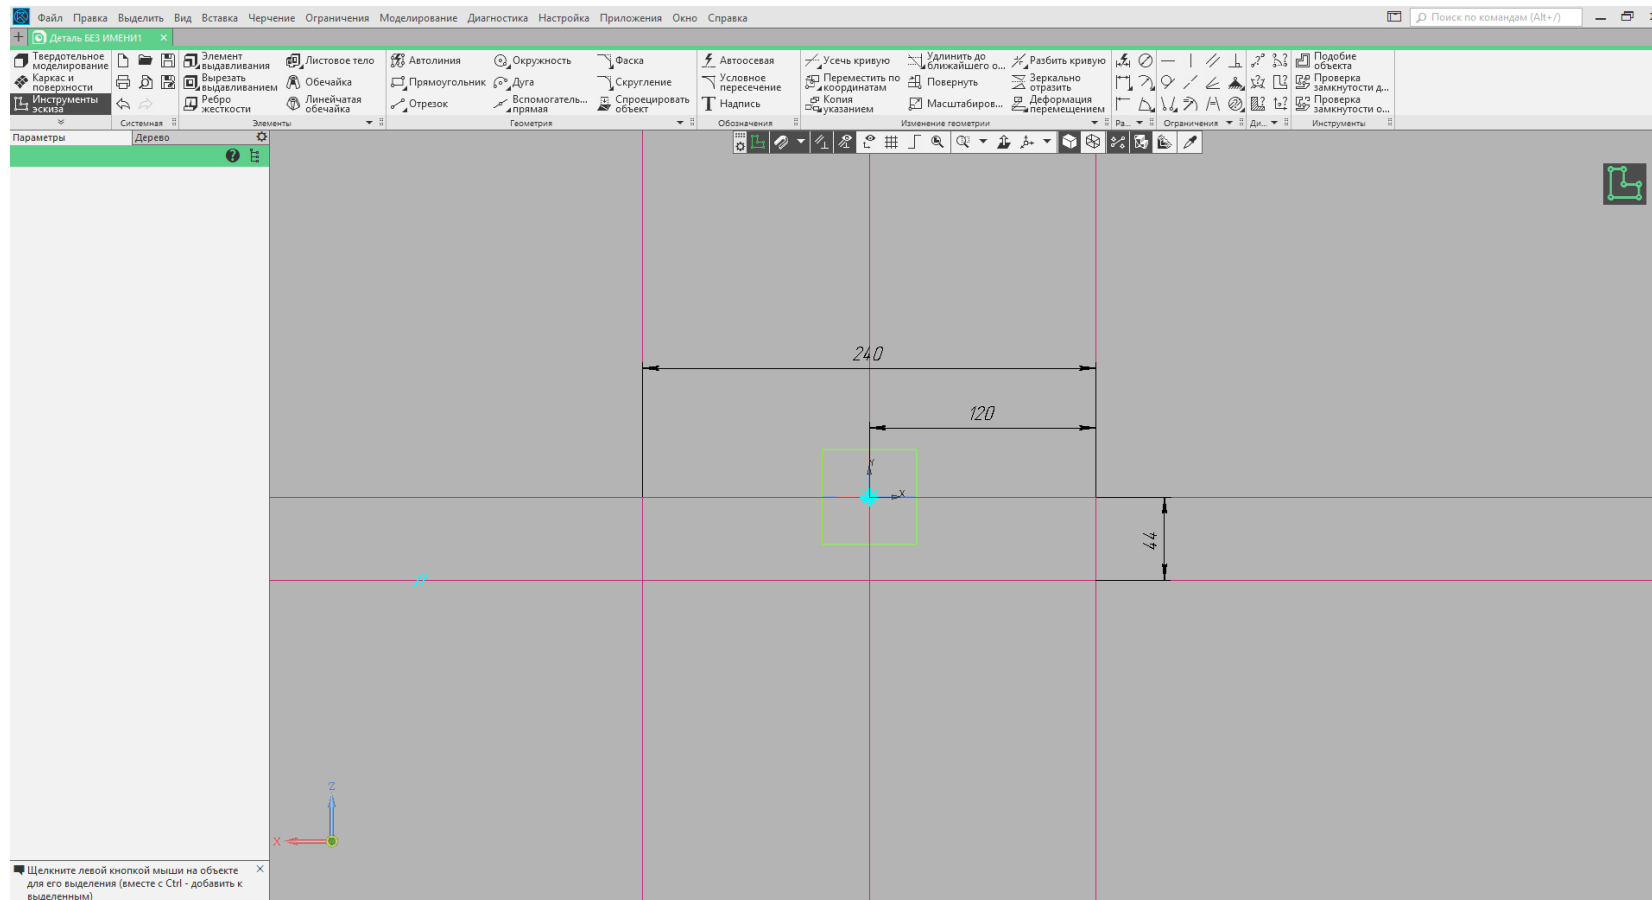 Файл Правка Выделить Вид Вставка Черчение Ограничения Моделирование Диагностика Настройка Приложения Окно Справка
Поиск по командам (Alt+/)
Деталь БЕЗ ИМЕНИ1
Твердотельное моделирование
Каркас и поверхности
Инструменты эскиза
Системная
Элемент выдавливания
Вырезать выдавливанием
Ребро жесткости
Листовое тело
Обечайка
Линейчатая обечайка
Элементы
Автолиния
Прямоугольник
Отрезок
Окружность
Дуга
Вспомогатель... прямая
Фаска
Скругление
Спроецировать объект
Геометрия
Автоосевая
Условное пересечение
Надпись
Обозначения
Усечь кривую
Переместить по координатам
Копия указанием
Удлинить до ближайшего о...
Повернуть
Масштабиров...
Разбить кривую
Зеркально отразить
Деформация перемещением
Изменение геометрии
Ра...
Ограничения
Ди...
Подобие объекта
Проверка замкнутости д...
Проверка замкнутости о...
Инструменты
Параметры
Дерево
240
120
Y
X
44
Z
X
Щелкните левой кнопкой мыши на объекте
для его выделения (вместе с Ctrl - добавить к
выделенным)